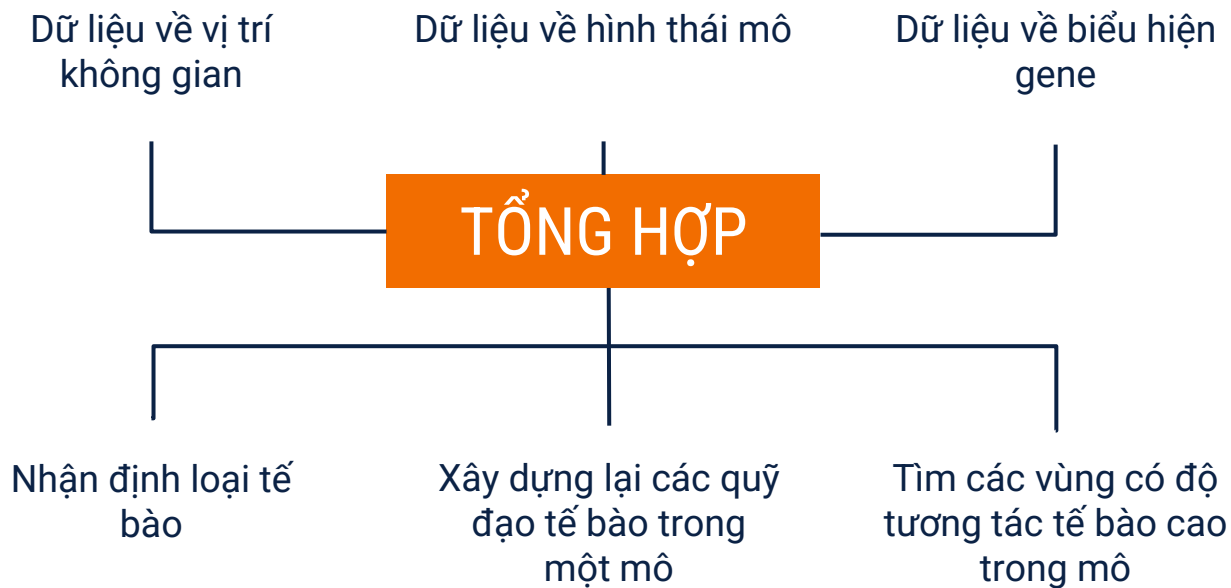 Dữ liệu về vị trí
không gian
Dữ liệu về hình thái mô
Dữ liệu về biểu hiện
gene
TỔNG HỢP
Nhận định loại tế
bào
Xây dựng lại các quỹ
đạo tế bào trong
một mô
Tìm các vùng có độ
tương tác tế bào cao
trong mô